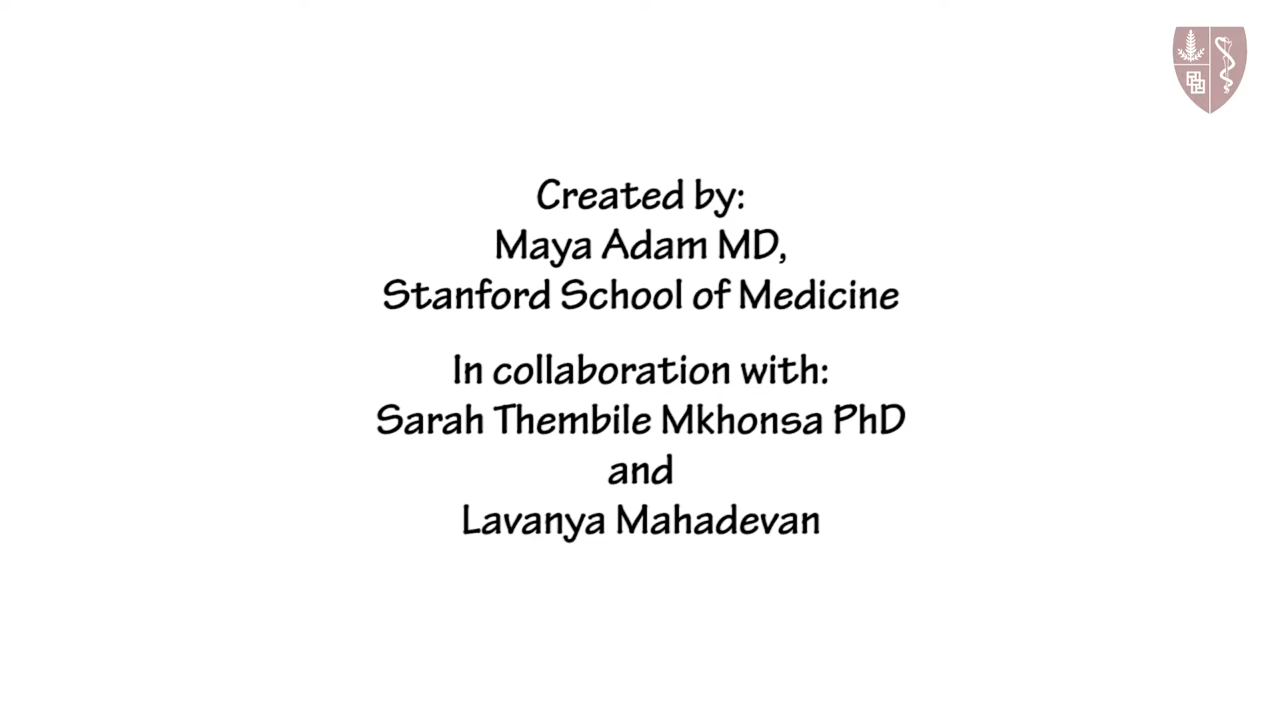 Created by:
Maya Adam MD,
Stanford School of Medicine
In collaboration with:
Sarah Thembile Mkhonsa PhD
and
Lavanya Mahadevan